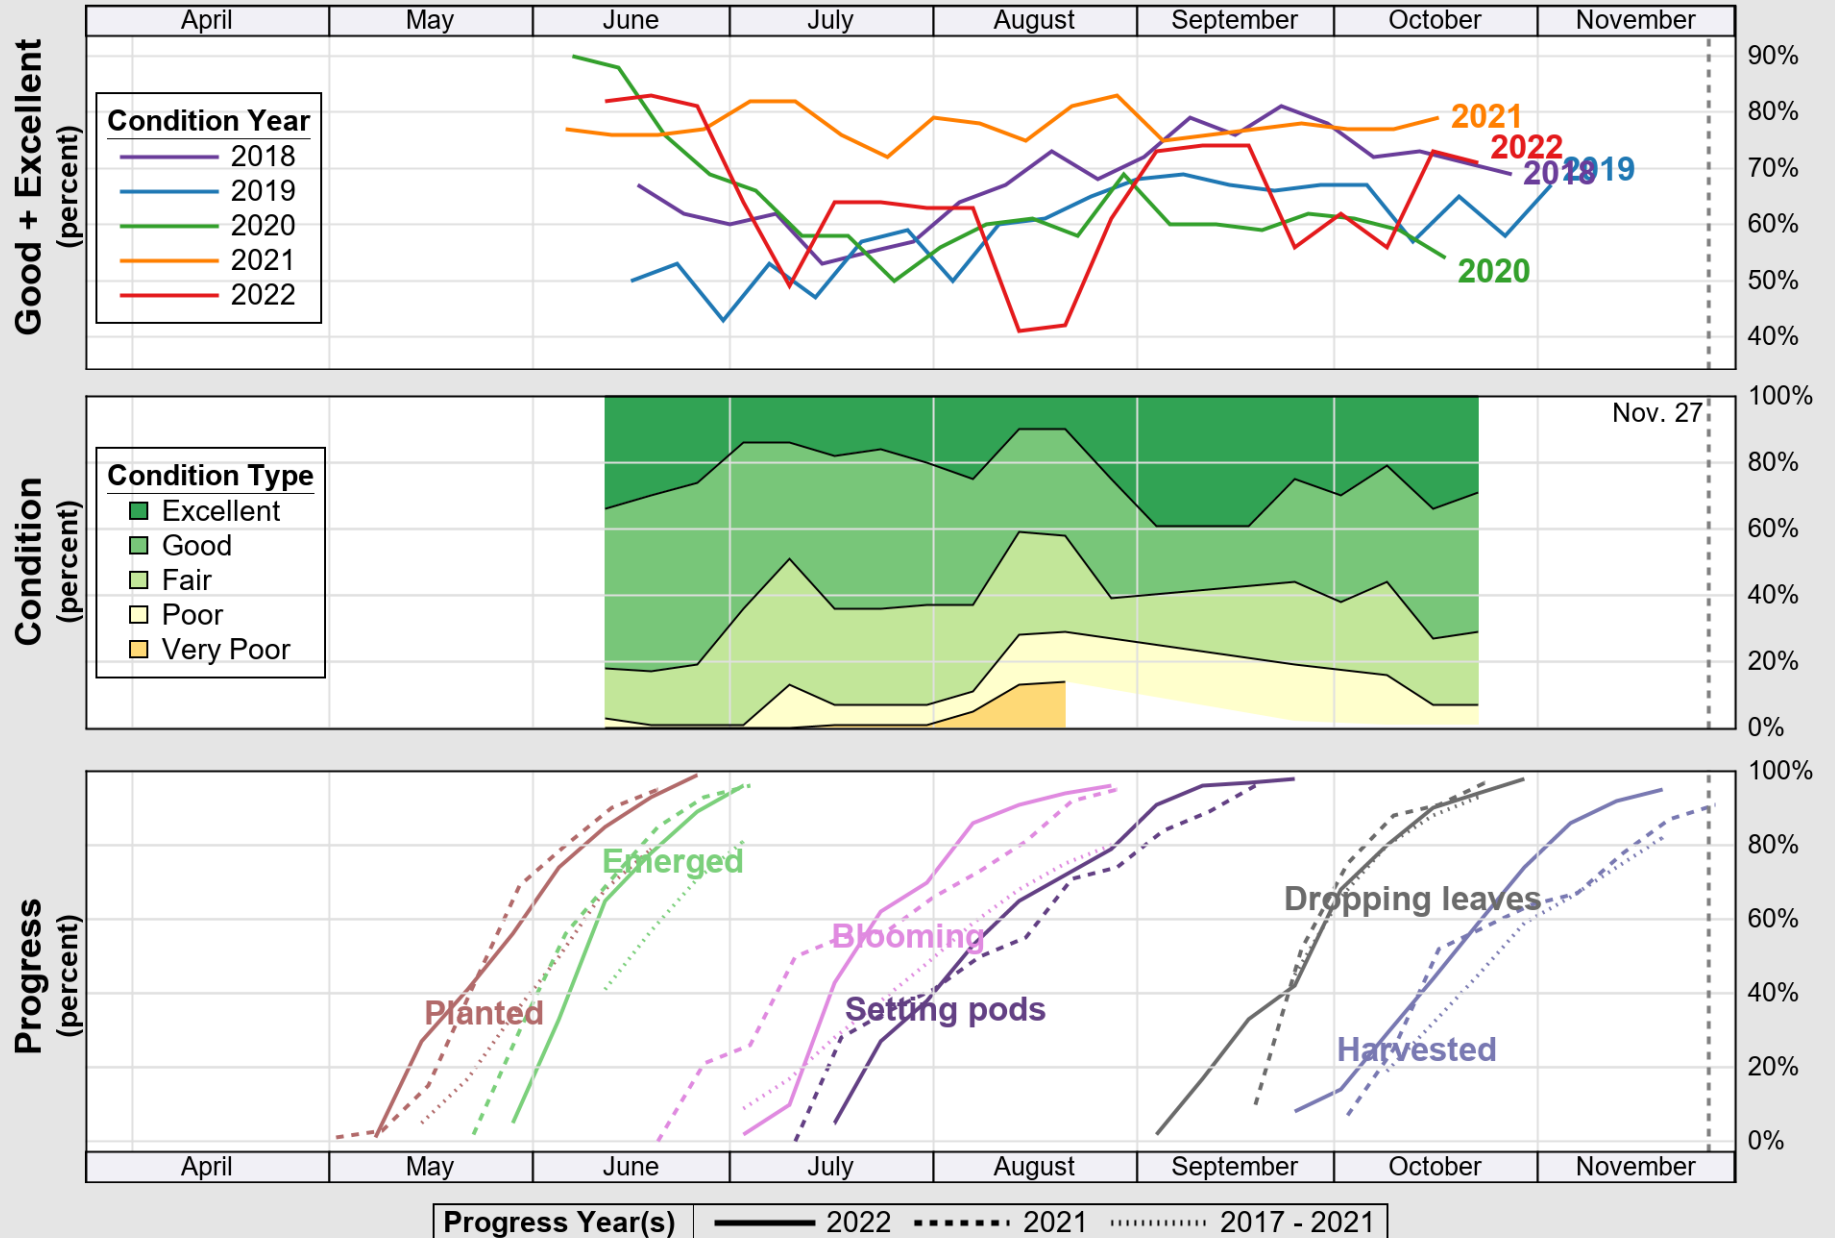 April May June July August September October November
Good + Excellent
(percent)
90%
80%
70%
60%
50%
40%
Condition Year
2018
2019
2020
2021
2022
2021
2022
2018
2019
2020
Condition
(percent)
100%
80%
60%
40%
20%
0%
Nov. 27
Condition Type
Excellent
Good
Fair
Poor
Very Poor
Progress
(percent)
100%
80%
60%
40%
20%
0%
Emerged
Dropping leaves
Blooming
Planted
Setting pods
Harvested
April May June July August September October November
Progress Year(s) 2022 2021 2017 - 2021